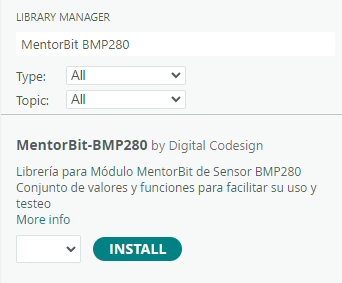 LIBRARY MANAGER
MentorBit BMP280
Type: All
Topic: All
MentorBit-BMP280 by Digital Codesign
Librería para Módulo MentorBit de Sensor BMP280
Conjunto de valores y funciones para facilitar su uso y
testeo
More info
INSTALL